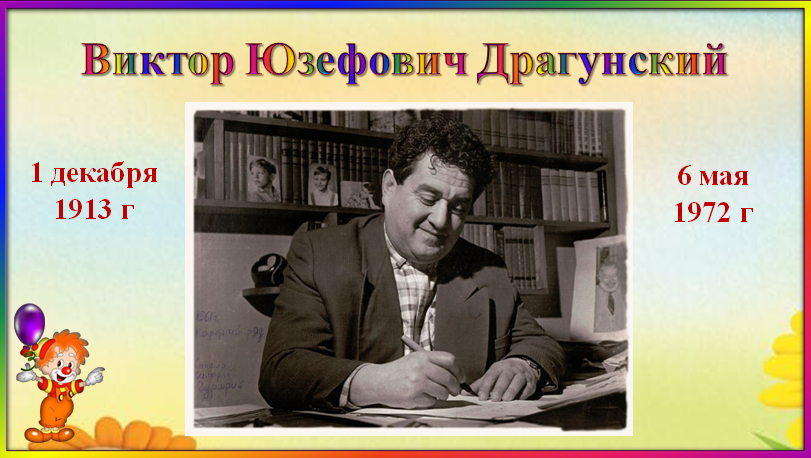 Виктор Юзефович Драгунский
1 декабря
1913 г
6 мая
1972 г